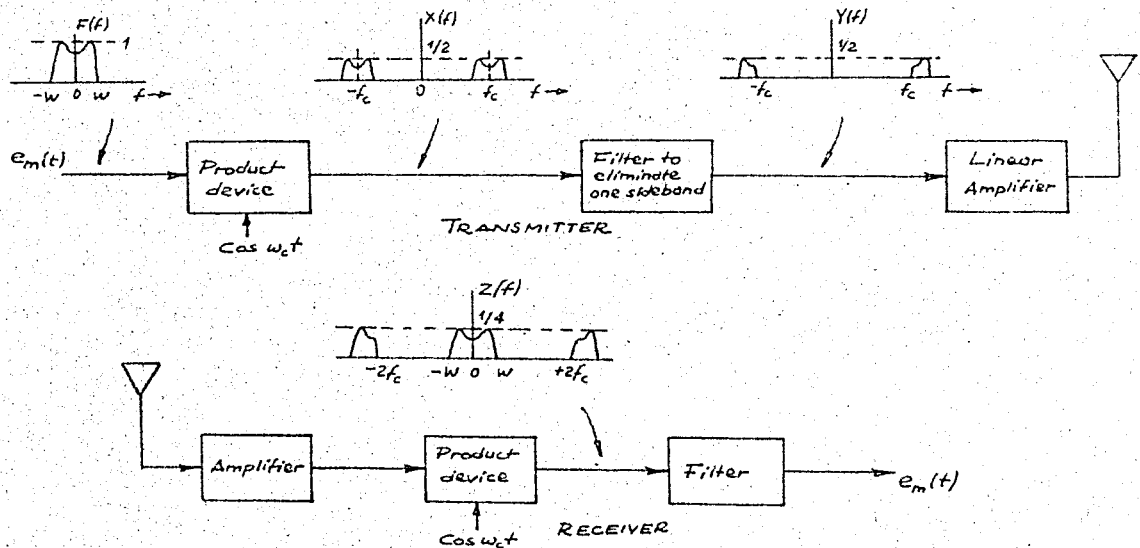 F(f)
1
-W 0 W f→
X(f)
1/2
-fc 0 fc f→
Y(f)
1/2
-fc fc f→
em(t)
Product device
Cos ωct
Filter to eliminate one sideband
Linear Amplifier
TRANSMITTER
Z(f)
1/4
-2fc -W 0 W +2fc
Amplifier
Product device
Cos ωct
Filter
em(t)
RECEIVER